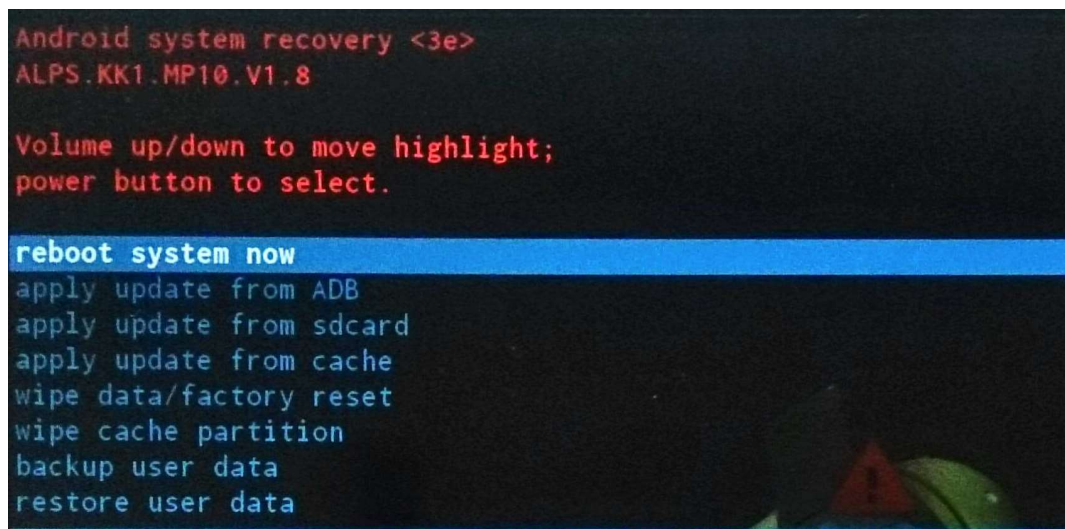 Android system recovery <3e>
ALPS.KK1.MP10.V1.8
Volume up/down to move highlight;
power button to select.
reboot system now
apply update from ADB
apply update from sdcard
apply update from cache
wipe data/factory reset
wipe cache partition
backup user data
restore user data